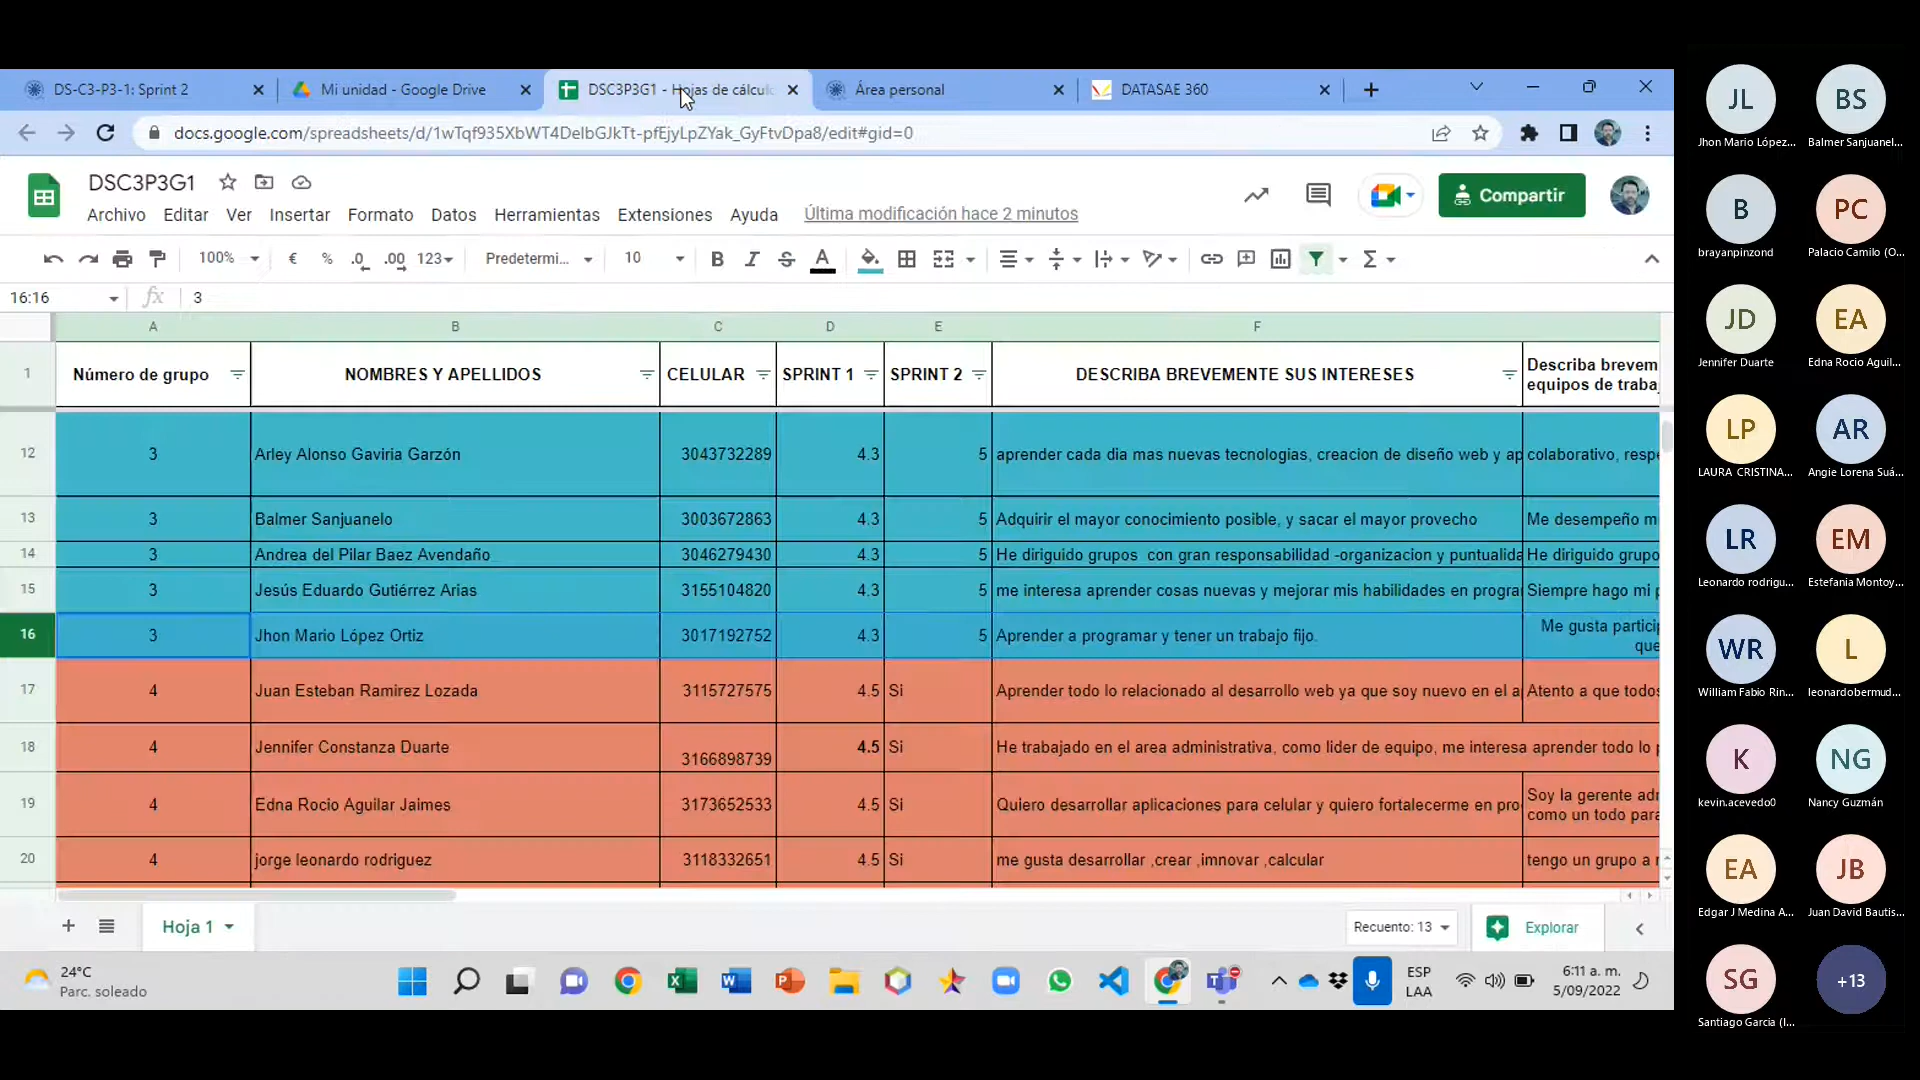 DS-C3-P3-1: Sprint 2
Mi unidad - Google Drive
DSC3P3G1 - Hojas de cálcul
Área personal
DATASAE 360
docs.google.com/spreadsheets/d/1wTqf935XbWT4DelbGJkTt-pfEjyLpZYak_GyFtvDpa8/edit#gid=0
DSC3P3G1
Compartir
Archivo Editar Ver Insertar Formato Datos Herramientas Extensiones Ayuda Última modificación hace 2 minutos
100% € % .0 .00 123 Predetermi... 10 B I S A Σ
16:16 fx 3
A B C D E F
1 Número de grupo NOMBRES Y APELLIDOS CELULAR SPRINT 1 SPRINT 2 DESCRIBA BREVEMENTE SUS INTERESES Describa brevem
equipos de traba
12 3 Arley Alonso Gaviria Garzón 3043732289 4.3 5 aprender cada dia mas nuevas tecnologias, creacion de diseño web y ap colaborativo, respe
13 3 Balmer Sanjuanelo 3003672863 4.3 5 Adquirir el mayor conocimiento posible, y sacar el mayor provecho Me desempeño m
14 3 Andrea del Pilar Baez Avendaño 3046279430 4.3 5 He diriguido grupos con gran responsabilidad -organizacion y puntualida He diriguido grupo
15 3 Jesús Eduardo Gutiérrez Arias 3155104820 4.3 5 me interesa aprender cosas nuevas y mejorar mis habilidades en progra Siempre hago mi p
16 3 Jhon Mario López Ortiz 3017192752 4.3 5 Aprender a programar y tener un trabajo fijo. Me gusta particip
que
17 4 Juan Esteban Ramirez Lozada 3115727575 4.5 Si Aprender todo lo relacionado al desarrollo web ya que soy nuevo en el a Atento a que todos
18 4 Jennifer Constanza Duarte 3166898739 4.5 Si He trabajado en el area administrativa, como lider de equipo, me interesa aprender todo lo p
19 4 Edna Rocio Aguilar Jaimes 3173652533 4.5 Si Quiero desarrollar aplicaciones para celular y quiero fortalecerme en pro Soy la gerente adr
como un todo para
20 4 jorge leonardo rodriguez 3118332651 4.5 Si me gusta desarrollar ,crear ,imnovar ,calcular tengo un grupo a
Hoja 1
Recuento: 13
Explorar
24°C
Parc. soleado
ESP
LAA
6:11 a. m.
5/09/2022
JL BS
Jhon Mario López... Balmer Sanjuanel...
B PC
brayanpinzond Palacio Camilo (O...
JD EA
Jennifer Duarte Edna Rocio Aguil...
LP AR
LAURA CRISTINA... Angie Lorena Suá...
LR EM
Leonardo rodrigu... Estefania Montoy...
WR L
William Fabio Rin... leonardobermud...
K NG
kevin.acevedo0 Nancy Guzmán
EA JB
Edgar J Medina A... Juan David Bautis...
SG +13
Santiago Garcia (I...